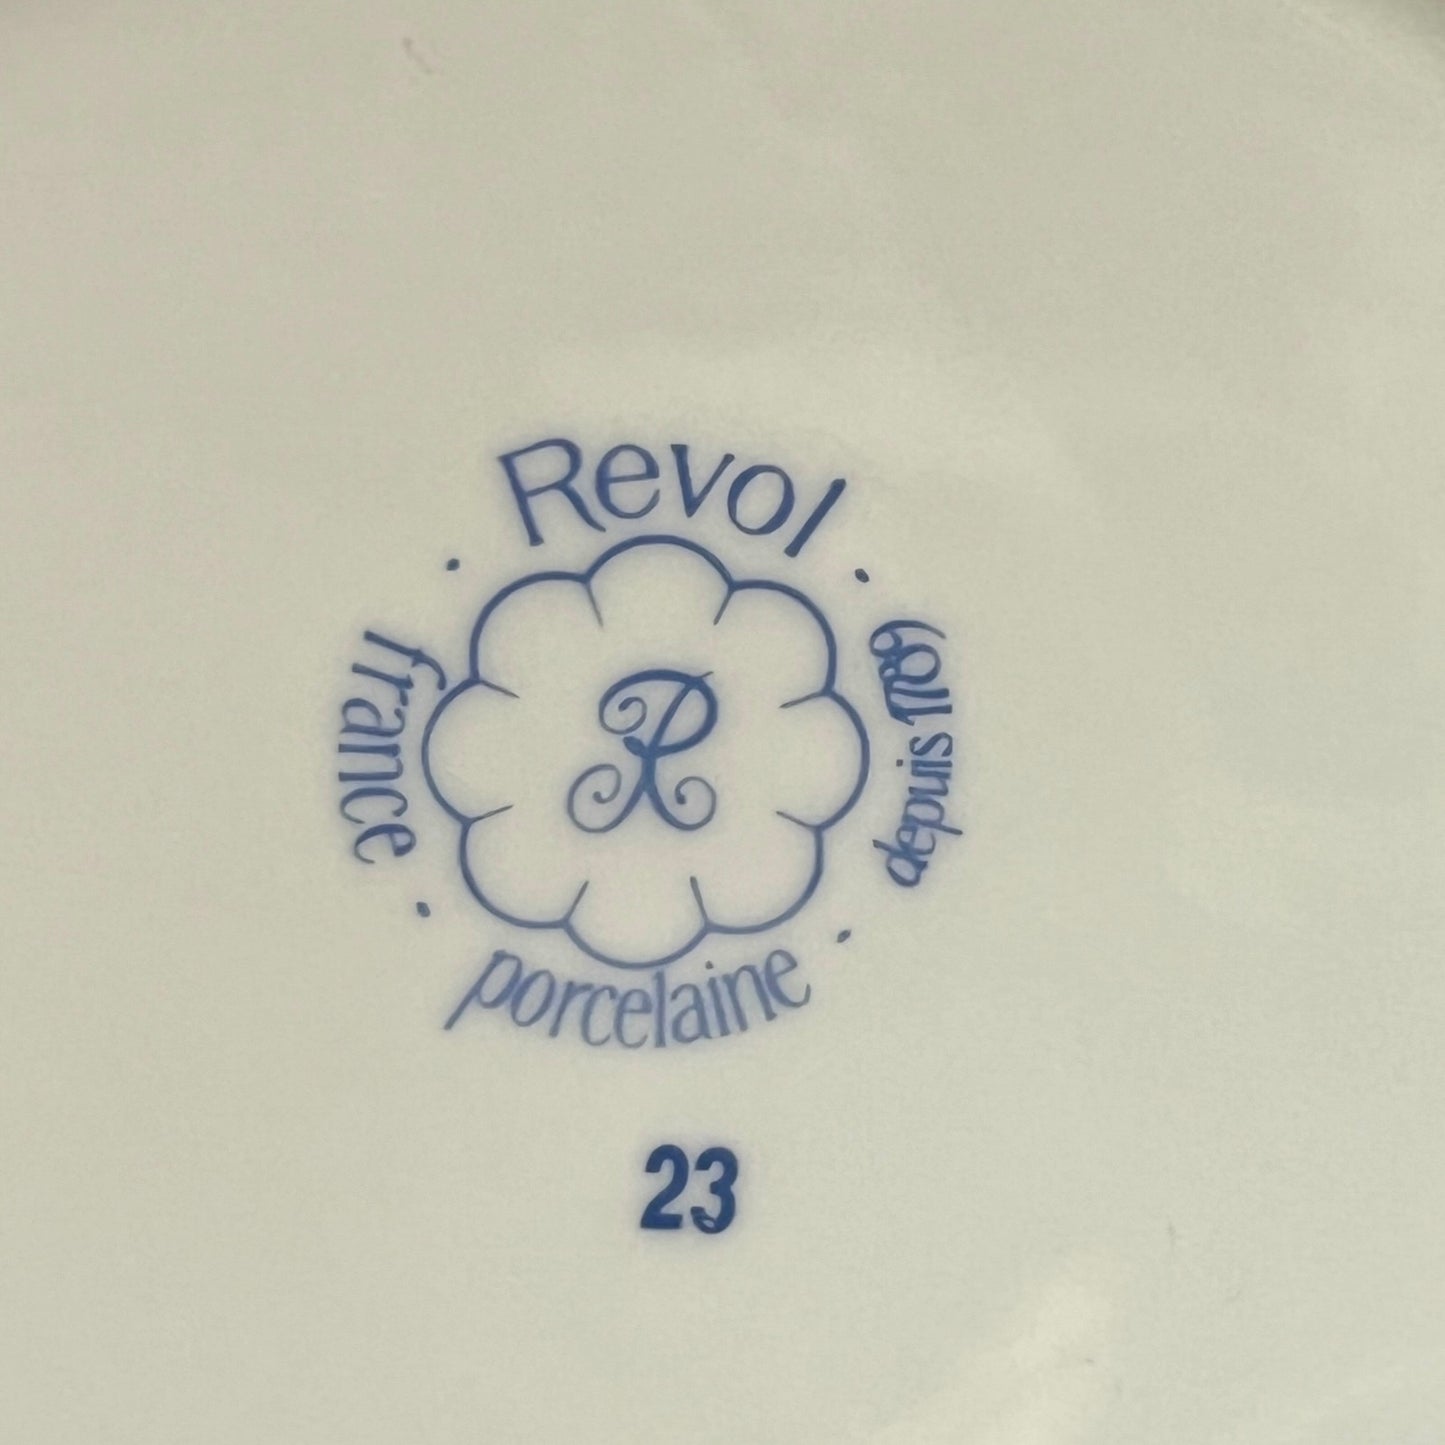 Revol
depuis 1789
porcelaine
france
R
23